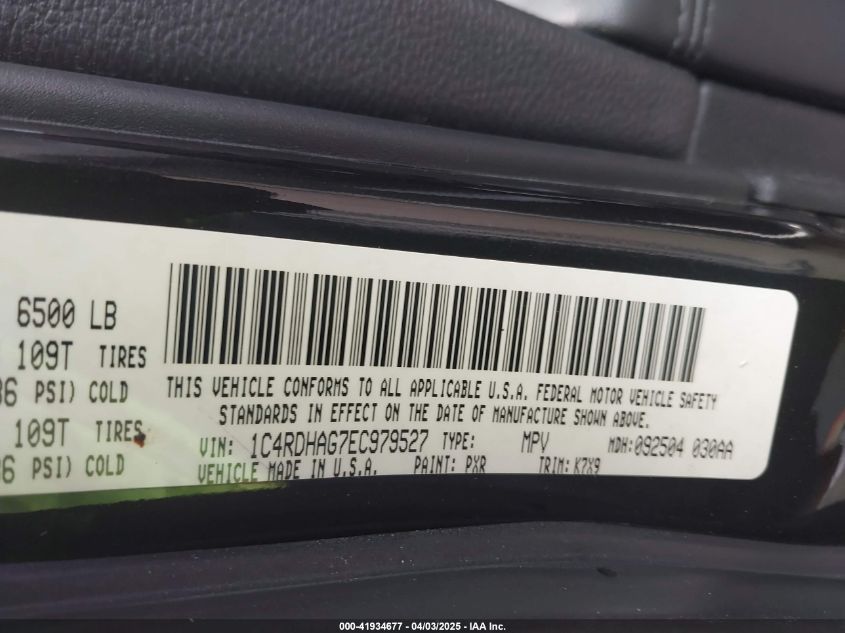 6500 LB
109T TIRES
36 PSI) COLD
109T TIRES
36 PSI) COLD
THIS VEHICLE CONFORMS TO ALL APPLICABLE U.S.A. FEDERAL MOTOR VEHICLE SAFETY
STANDARDS IN EFFECT ON THE DATE OF MANUFACTURE SHOWN ABOVE.
VIN: 1C4RDHAG7EC979527 TYPE: MPV MDH: 092504 030AA
VEHICLE MADE IN U.S.A. PAINT: PXR TRIM: K7X9
000-41934677 - 04/03/2025 - IAA Inc.